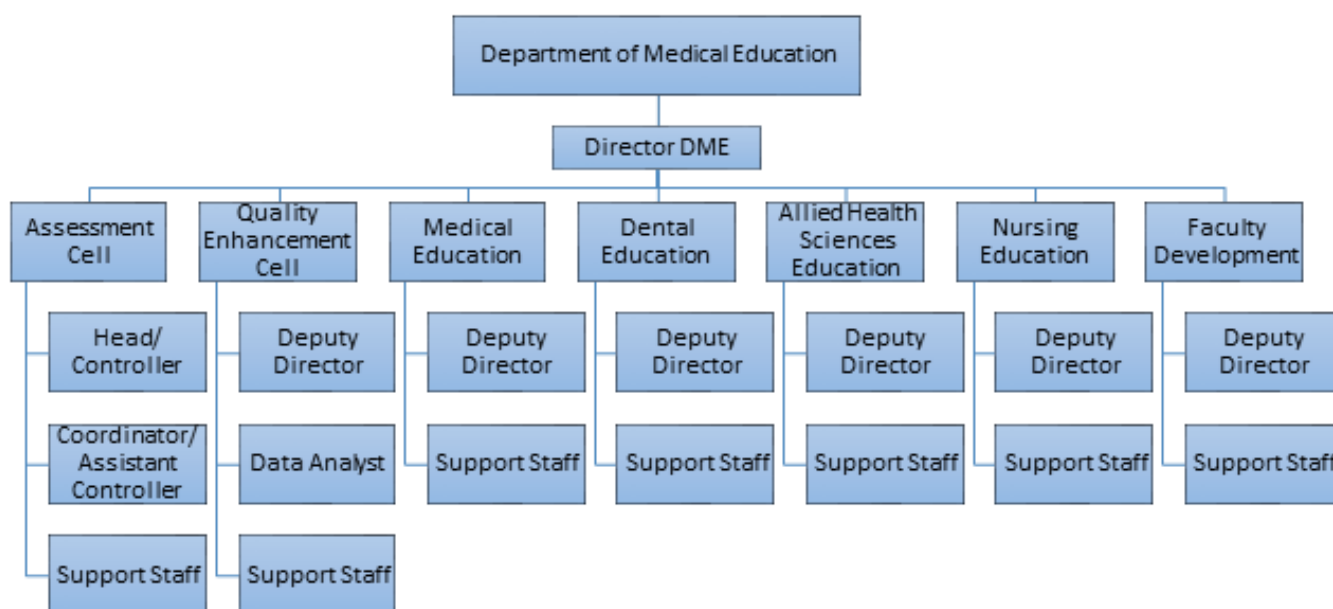 Department of Medical Education
Director DME
Assessment
Cell
Quality
Enhancement
Cell
Medical
Education
Dental
Education
Allied Health
Sciences
Education
Nursing
Education
Faculty
Development
Head/
Controller
Deputy
Director
Deputy
Director
Deputy
Director
Deputy
Director
Deputy
Director
Deputy
Director
Coordinator/
Assistant
Controller
Data Analyst
Support Staff
Support Staff
Support Staff
Support Staff
Support Staff
Support Staff
Support Staff